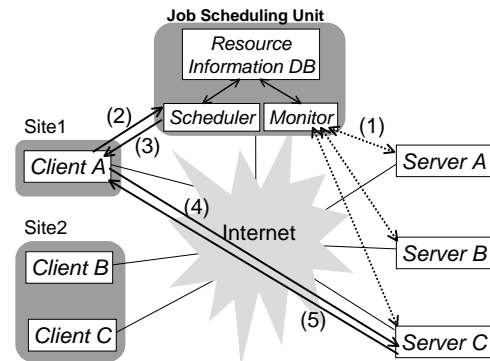 Job Scheduling Unit
Resource
Information DB
(2)
Scheduler
Monitor
(1)
Site1
(3)
Client A
Server A
(4)
Internet
Site2
Server B
Client B
(5)
Client C
Server C